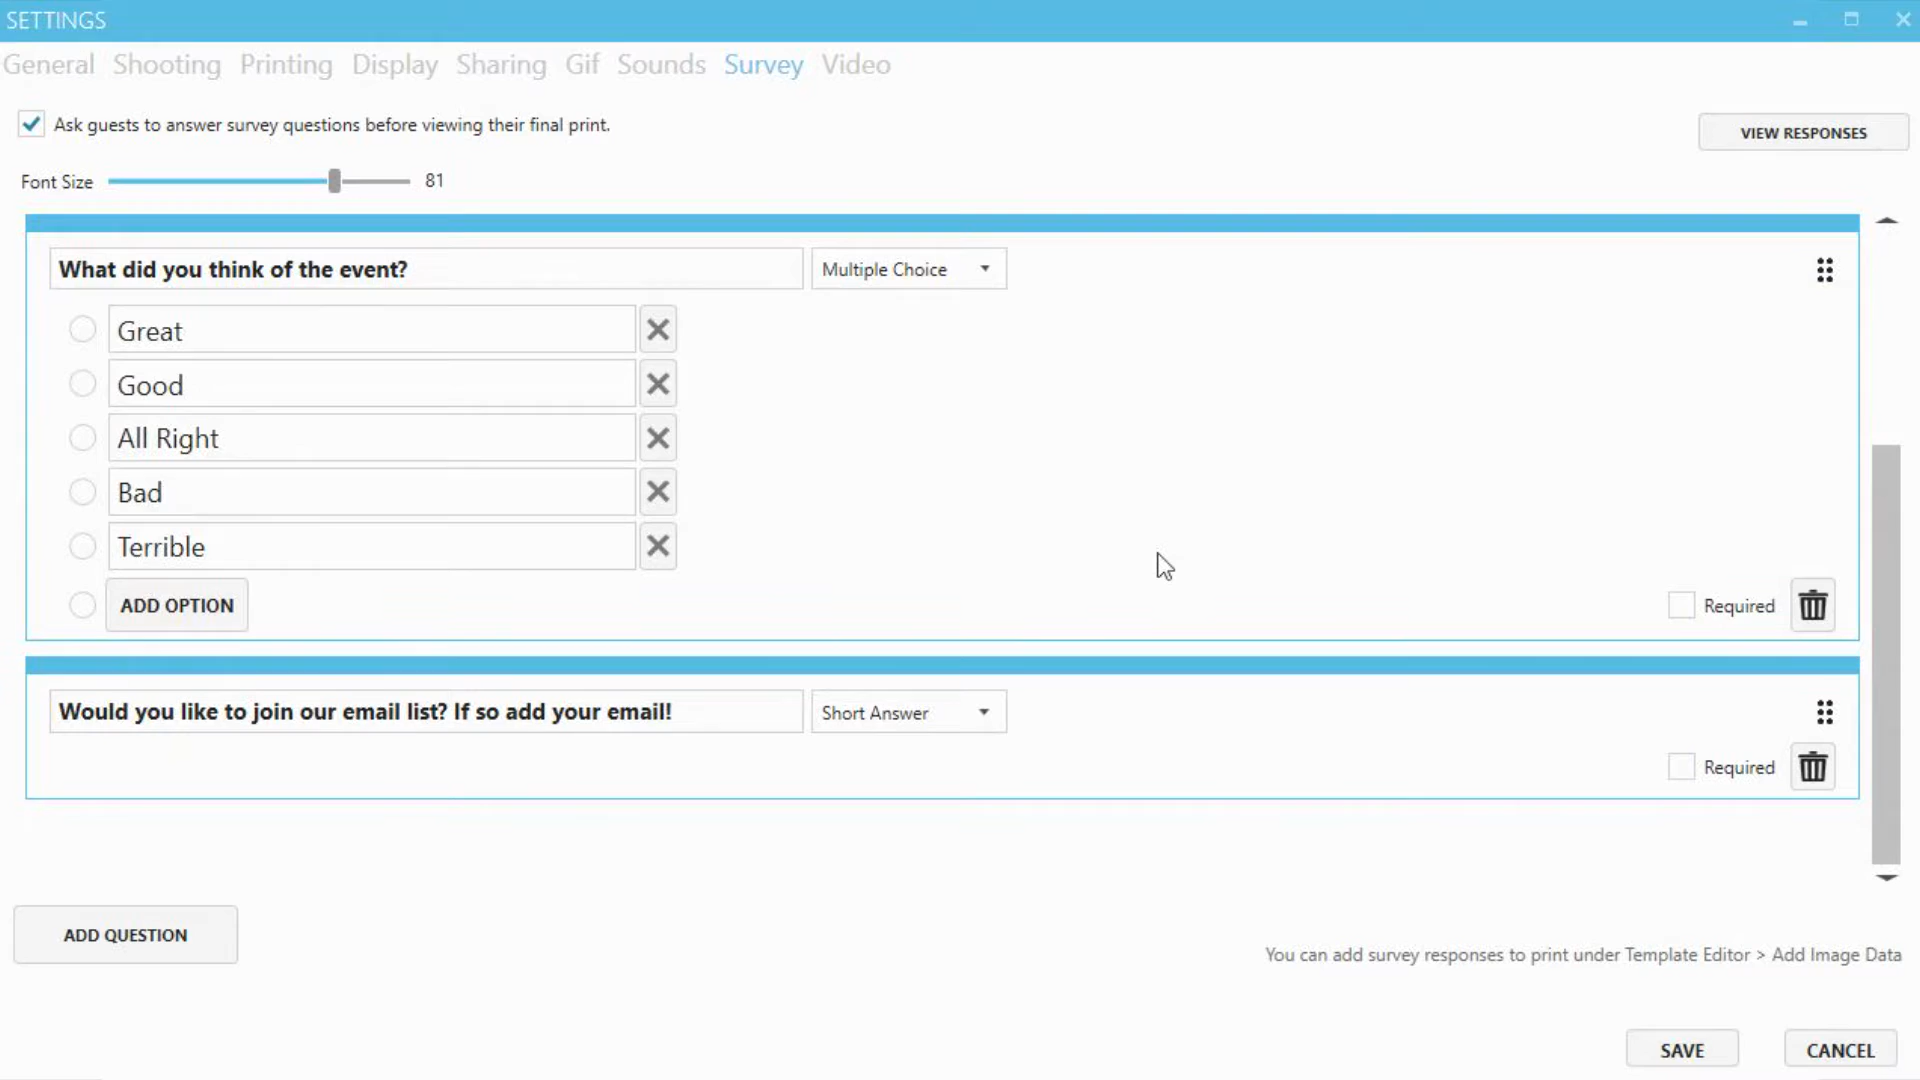 SETTINGS
General Shooting Printing Display Sharing Gif Sounds Survey Video
Ask guests to answer survey questions before viewing their final print.
VIEW RESPONSES
Font Size 81
What did you think of the event? Multiple Choice
Great
Good
All Right
Bad
Terrible
ADD OPTION Required
Would you like to join our email list? If so add your email! Short Answer
Required
ADD QUESTION
You can add survey responses to print under Template Editor > Add Image Data
SAVE CANCEL